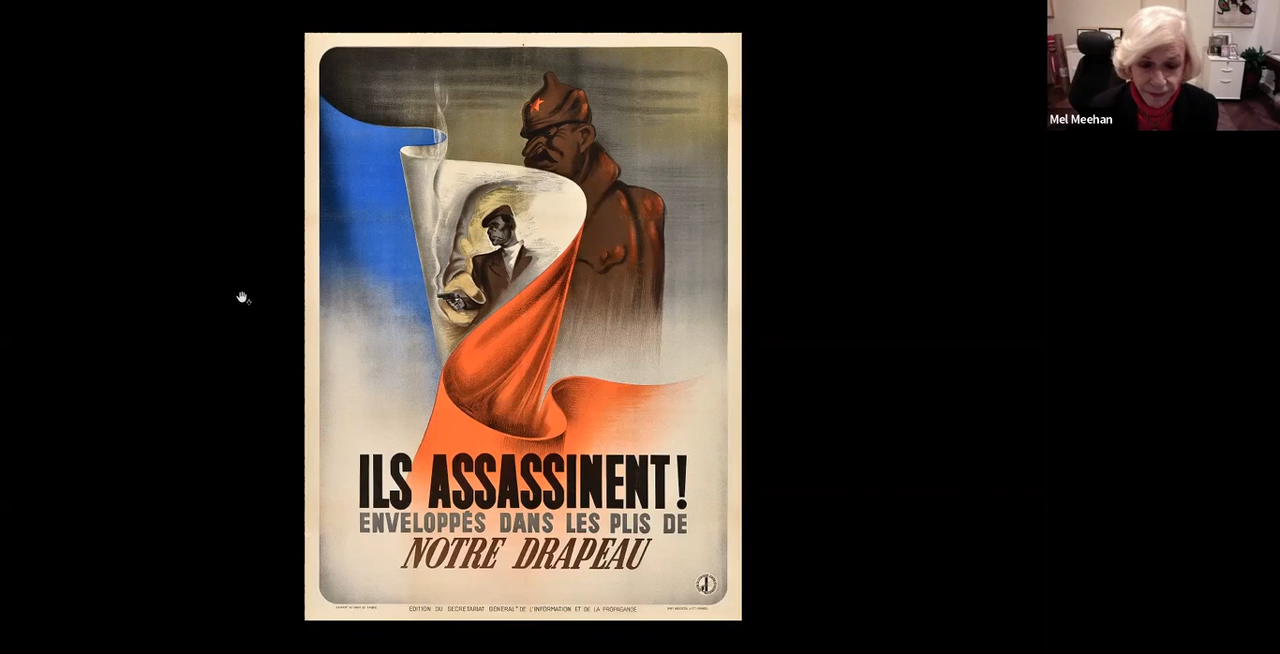 Mel Meehan
ILS ASSASSINENT!
ENVELOPPÉS DANS LES PLIS DE
NOTRE DRAPEAU
EDITION DU SECRETARIAT GENERAL DE L'INFORMATION ET DE LA PROPAGANDE